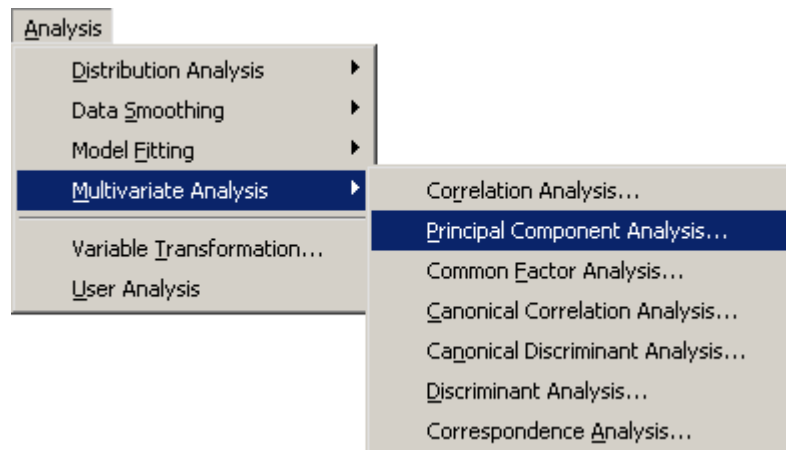 Analysis
Distribution Analysis
Data Smoothing
Model Fitting
Multivariate Analysis
Variable Transformation...
User Analysis
Correlation Analysis...
Principal Component Analysis...
Common Factor Analysis...
Canonical Correlation Analysis...
Canonical Discriminant Analysis...
Discriminant Analysis...
Correspondence Analysis...